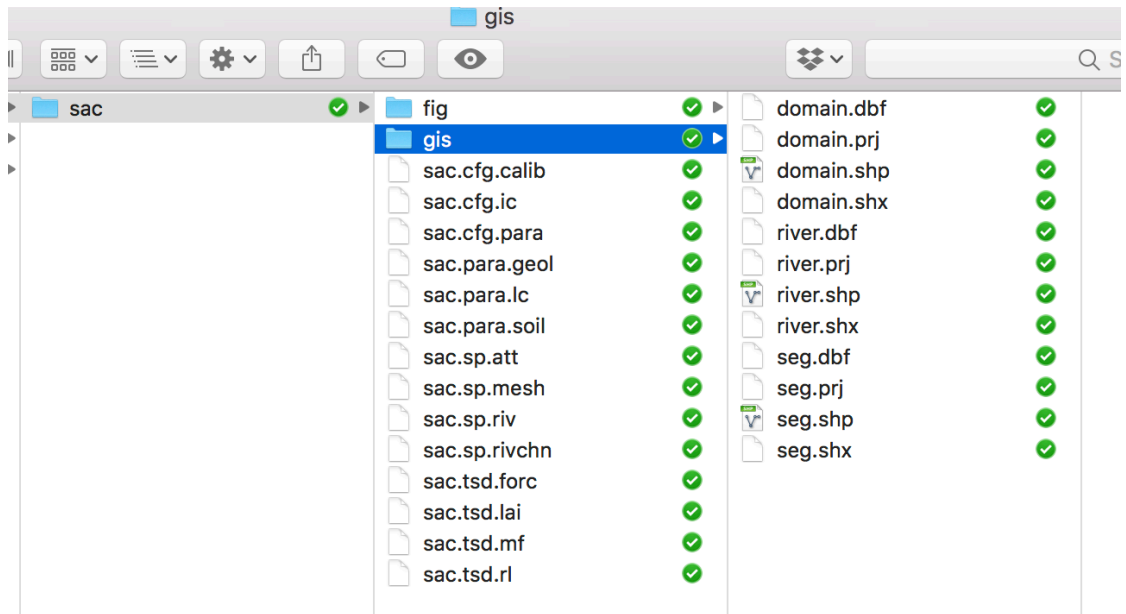 gis
S
sac
fig
gis
sac.cfg.calib
sac.cfg.ic
sac.cfg.para
sac.para.geol
sac.para.lc
sac.para.soil
sac.sp.att
sac.sp.mesh
sac.sp.riv
sac.sp.rivchn
sac.tsd.forc
sac.tsd.lai
sac.tsd.mf
sac.tsd.rl
domain.dbf
domain.prj
domain.shp
domain.shx
river.dbf
river.prj
river.shp
river.shx
seg.dbf
seg.prj
seg.shp
seg.shx